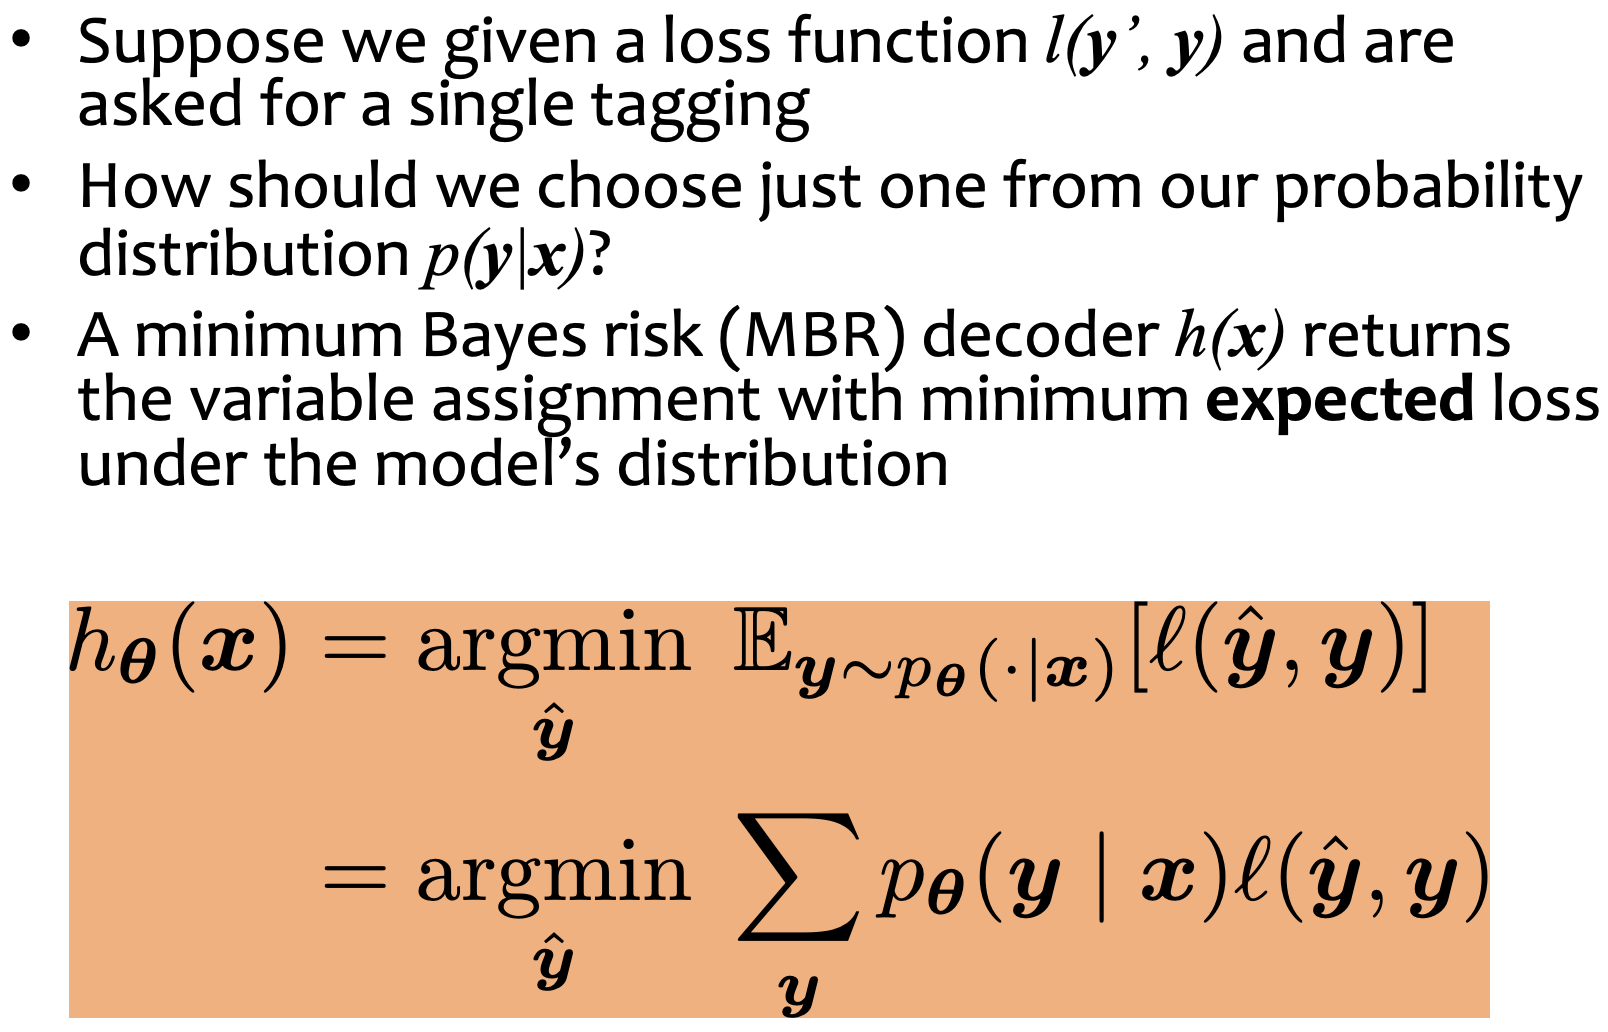 • Suppose we given a loss function l(y’, y) and are
asked for a single tagging
• How should we choose just one from our probability
distribution p(y|x)?
• A minimum Bayes risk (MBR) decoder h(x) returns
the variable assignment with minimum expected loss
under the model’s distribution
h_θ(x) = argmin_ŷ 𝔼_{y∼p_θ(·|x)}[ℓ(ŷ, y)]
= argmin_ŷ ∑_y p_θ(y | x)ℓ(ŷ, y)